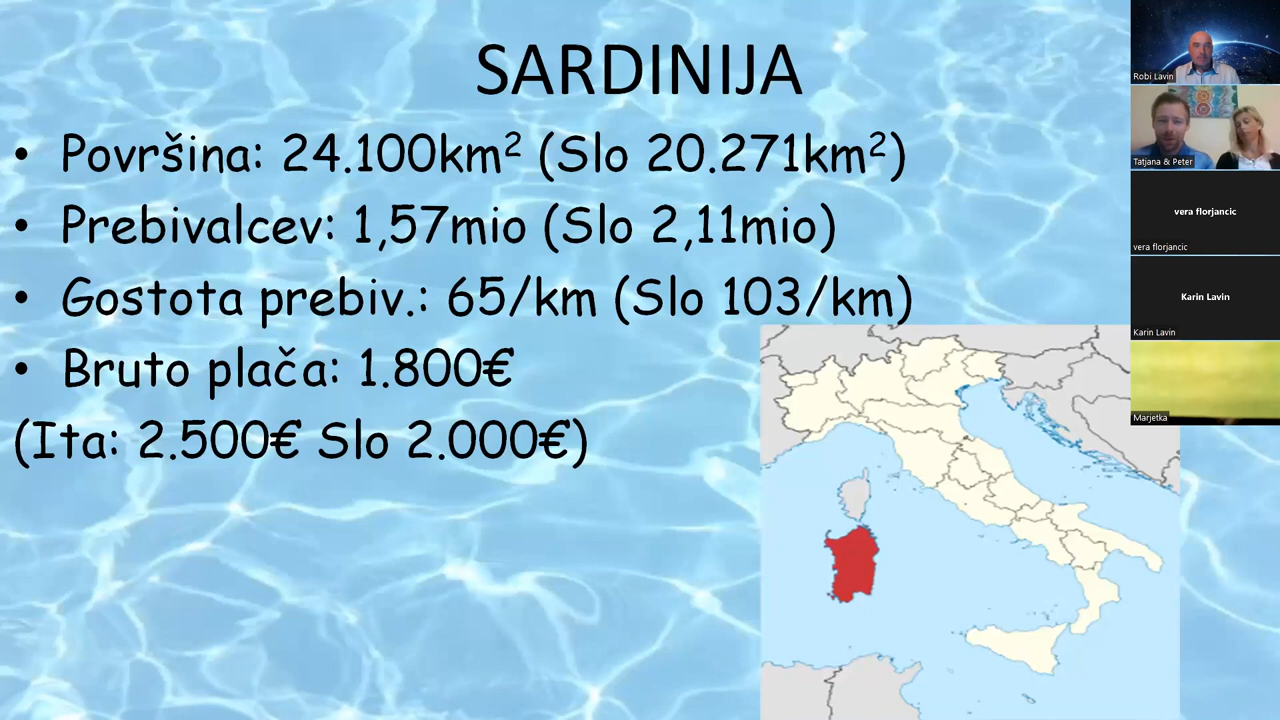 SARDINIJA
• Površina: 24.100km² (Slo 20.271km²)
• Prebivalcev: 1,57mio (Slo 2,11mio)
• Gostota prebiv.: 65/km (Slo 103/km)
• Bruto plača: 1.800€
(Ita: 2.500€ Slo 2.000€)
Robi Lavin
Tatjana & Peter
vera florjancic
vera florjancic
Karin Lavin
Karin Lavin
Marjetka